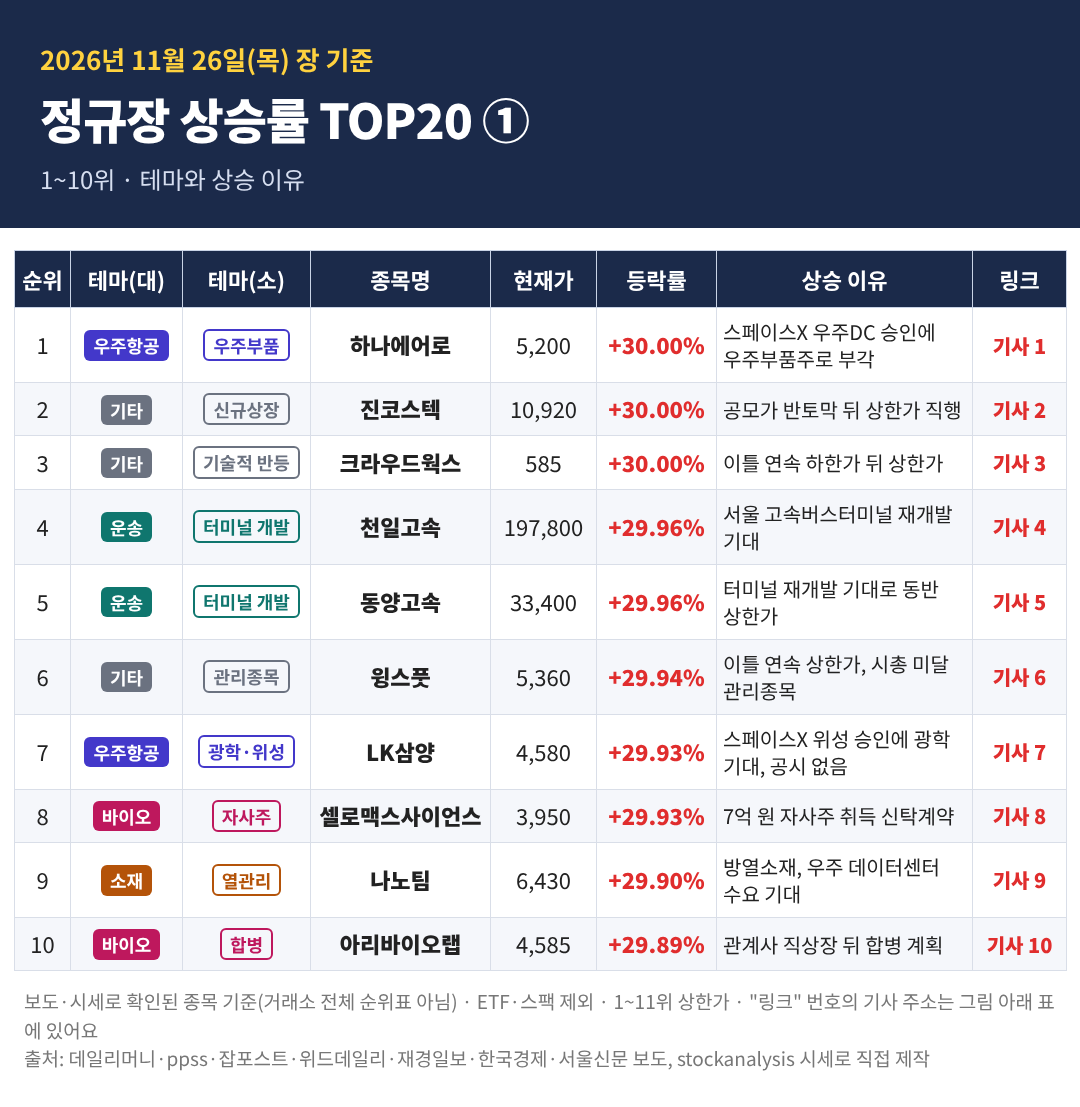 2026년 11월 26일(목) 장 기준
정규장 상승률 TOP20 ①
1~10위 · 테마와 상승 이유
순위 테마(대) 테마(소) 종목명 현재가 등락률 상승 이유 링크
1 우주항공 우주부품 하나에어로 5,200 +30.00% 스페이스X 우주DC 승인에
우주부품주로 부각 기사 1
2 기타 신규상장 진코스텍 10,920 +30.00% 공모가 반토막 뒤 상한가 직행 기사 2
3 기타 기술적 반등 크라우드웍스 585 +30.00% 이틀 연속 하한가 뒤 상한가 기사 3
4 운송 터미널 개발 천일고속 197,800 +29.96% 서울 고속버스터미널 재개발
기대 기사 4
5 운송 터미널 개발 동양고속 33,400 +29.96% 터미널 재개발 기대로 동반
상한가 기사 5
6 기타 관리종목 윙스풋 5,360 +29.94% 이틀 연속 상한가, 시총 미달
관리종목 기사 6
7 우주항공 광학·위성 LK삼양 4,580 +29.93% 스페이스X 위성 승인에 광학
기대, 공시 없음 기사 7
8 바이오 자사주 셀로맥스사이언스 3,950 +29.93% 7억 원 자사주 취득 신탁계약 기사 8
9 소재 열관리 나노팀 6,430 +29.90% 방열소재, 우주 데이터센터
수요 기대 기사 9
10 바이오 합병 아리바이오랩 4,585 +29.89% 관계사 직상장 뒤 합병 계획 기사 10
보도·시세로 확인된 종목 기준(거래소 전체 순위표 아님) · ETF·스팩 제외 · 1~11위 상한가 · "링크" 번호의 기사 주소는 그림 아래 표
에 있어요
출처: 데일리머니·ppss·잡포스트·위드데일리·재경일보·한국경제·서울신문 보도, stockanalysis 시세로 직접 제작